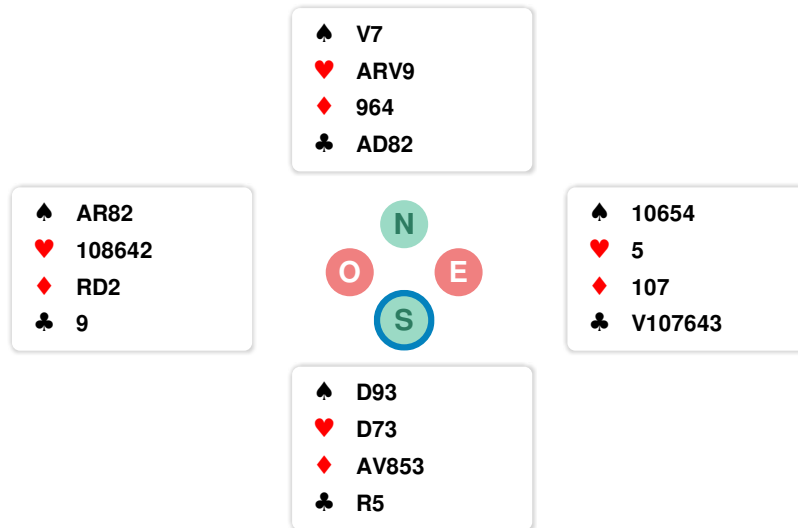 ♠ V7
♥ ARV9
♦ 964
♣ AD82
♠ AR82
♥ 108642
♦ RD2
♣ 9
N
O E
S
♠ 10654
♥ 5
♦ 107
♣ V107643
♠ D93
♥ D73
♦ AV853
♣ R5